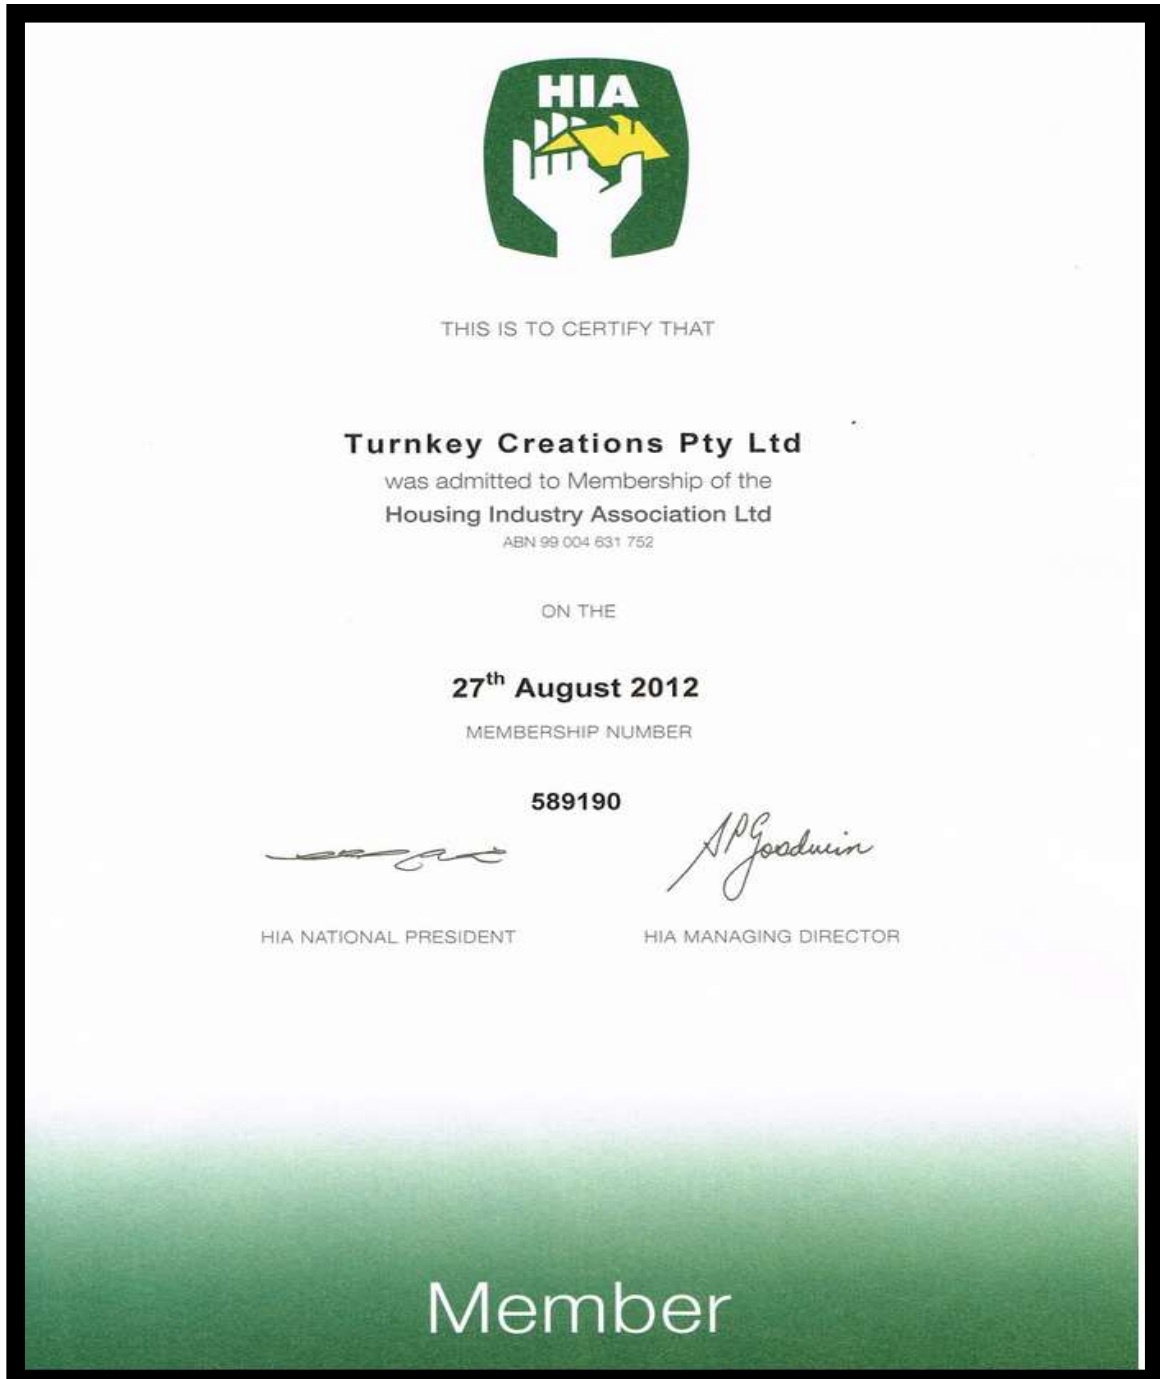 HIA
THIS IS TO CERTIFY THAT
Turnkey Creations Pty Ltd
was admitted to Membership of the
Housing Industry Association Ltd
ABN 99 004 631 752
ON THE
27th August 2012
MEMBERSHIP NUMBER
589190
SPGoodwin
HIA NATIONAL PRESIDENT HIA MANAGING DIRECTOR
Member